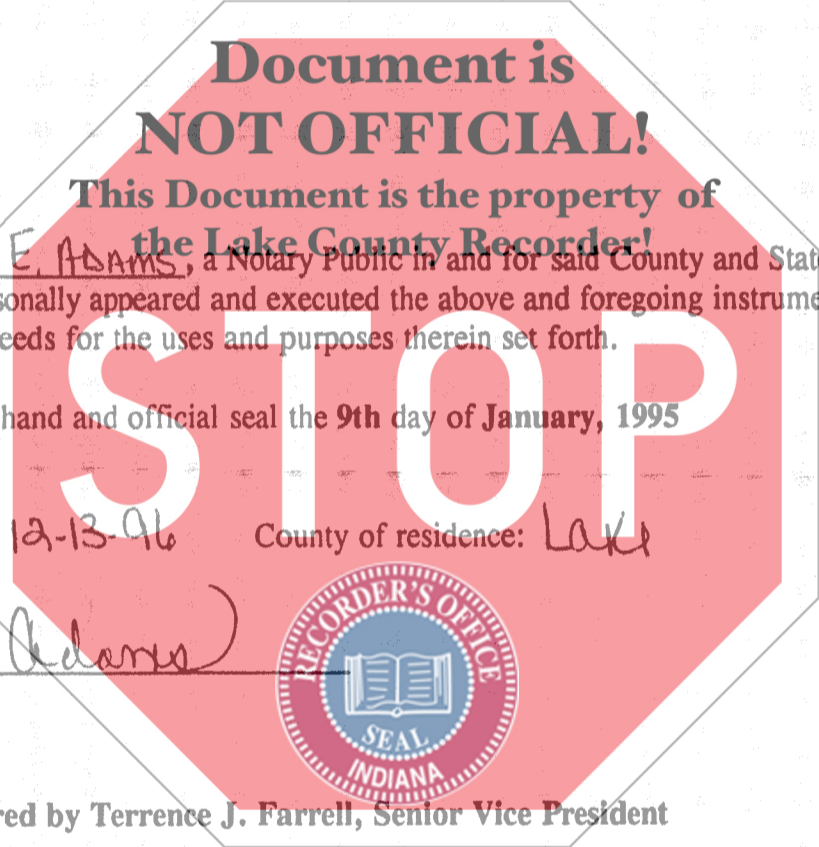 Document is
NOT OFFICIAL!
This Document is the property of
the Lake County Recorder!
E. ADAMS, a Notary Public in and for said County and Stat
sonally appeared and executed the above and foregoing instrume
eeds for the uses and purposes therein set forth.
STOP
hand and official seal the 9th day of January, 1995
12-13-96 County of residence: Lake
Adams
RECORDER'S OFFICE
SEAL
INDIANA
red by Terrence J. Farrell, Senior Vice President